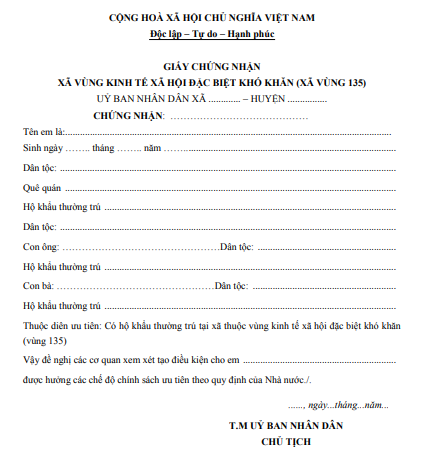 CỘNG HOÀ XÃ HỘI CHỦ NGHĨA VIỆT NAM
Độc lập – Tự do – Hạnh phúc
GIẤY CHỨNG NHẬN
XÃ VÙNG KINH TẾ XÃ HỘI ĐẶC BIỆT KHÓ KHĂN (XÃ VÙNG 135)
UỶ BAN NHÂN DÂN XÃ ............. – HUYỆN ................
CHỨNG NHẬN: ……………………………………
Tên em là:..............................................................................................................
Sinh ngày …….. tháng …….. năm ........................................................................
Dân tộc: .................................................................................................................
Quê quán ...............................................................................................................
Hộ khẩu thường trú ................................................................................................
Dân tộc: .................................................................................................................
Con ông: …………………………………………Dân tộc: ........................................
Hộ khẩu thường trú ................................................................................................
Con bà: …………………………………………Dân tộc: ........................................
Hộ khẩu thường trú ................................................................................................
Thuộc diên ưu tiên: Có hộ khẩu thường trú tại xã thuộc vùng kinh tế xã hội đặc biệt khó khăn
(vùng 135)
Vậy đề nghị các cơ quan xem xét tạo điều kiện cho em .............................................
được hưởng các chế độ chính sách ưu tiên theo quy định của Nhà nước./.
......, ngày...tháng...năm...
T.M UỶ BAN NHÂN DÂN
CHỦ TỊCH